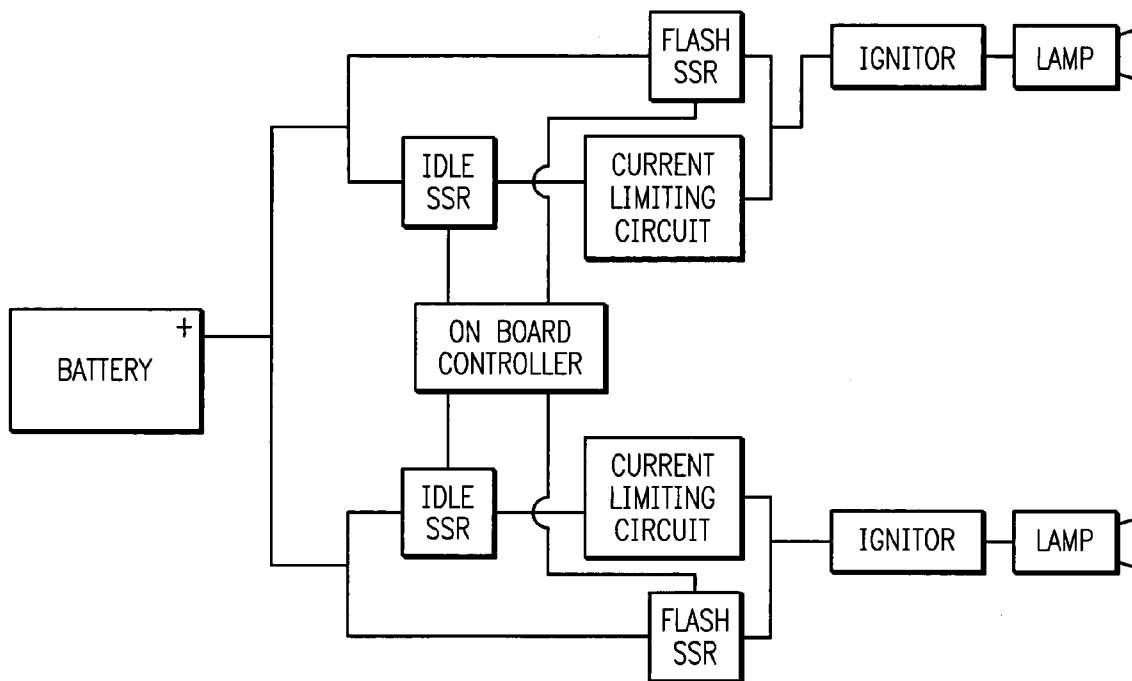 FLASH
SSR
IGNITOR
LAMP
IDLE
SSR
CURRENT
LIMITING
CIRCUIT
+
BATTERY
ON BOARD
CONTROLLER
IDLE
SSR
CURRENT
LIMITING
CIRCUIT
IGNITOR
LAMP
FLASH
SSR